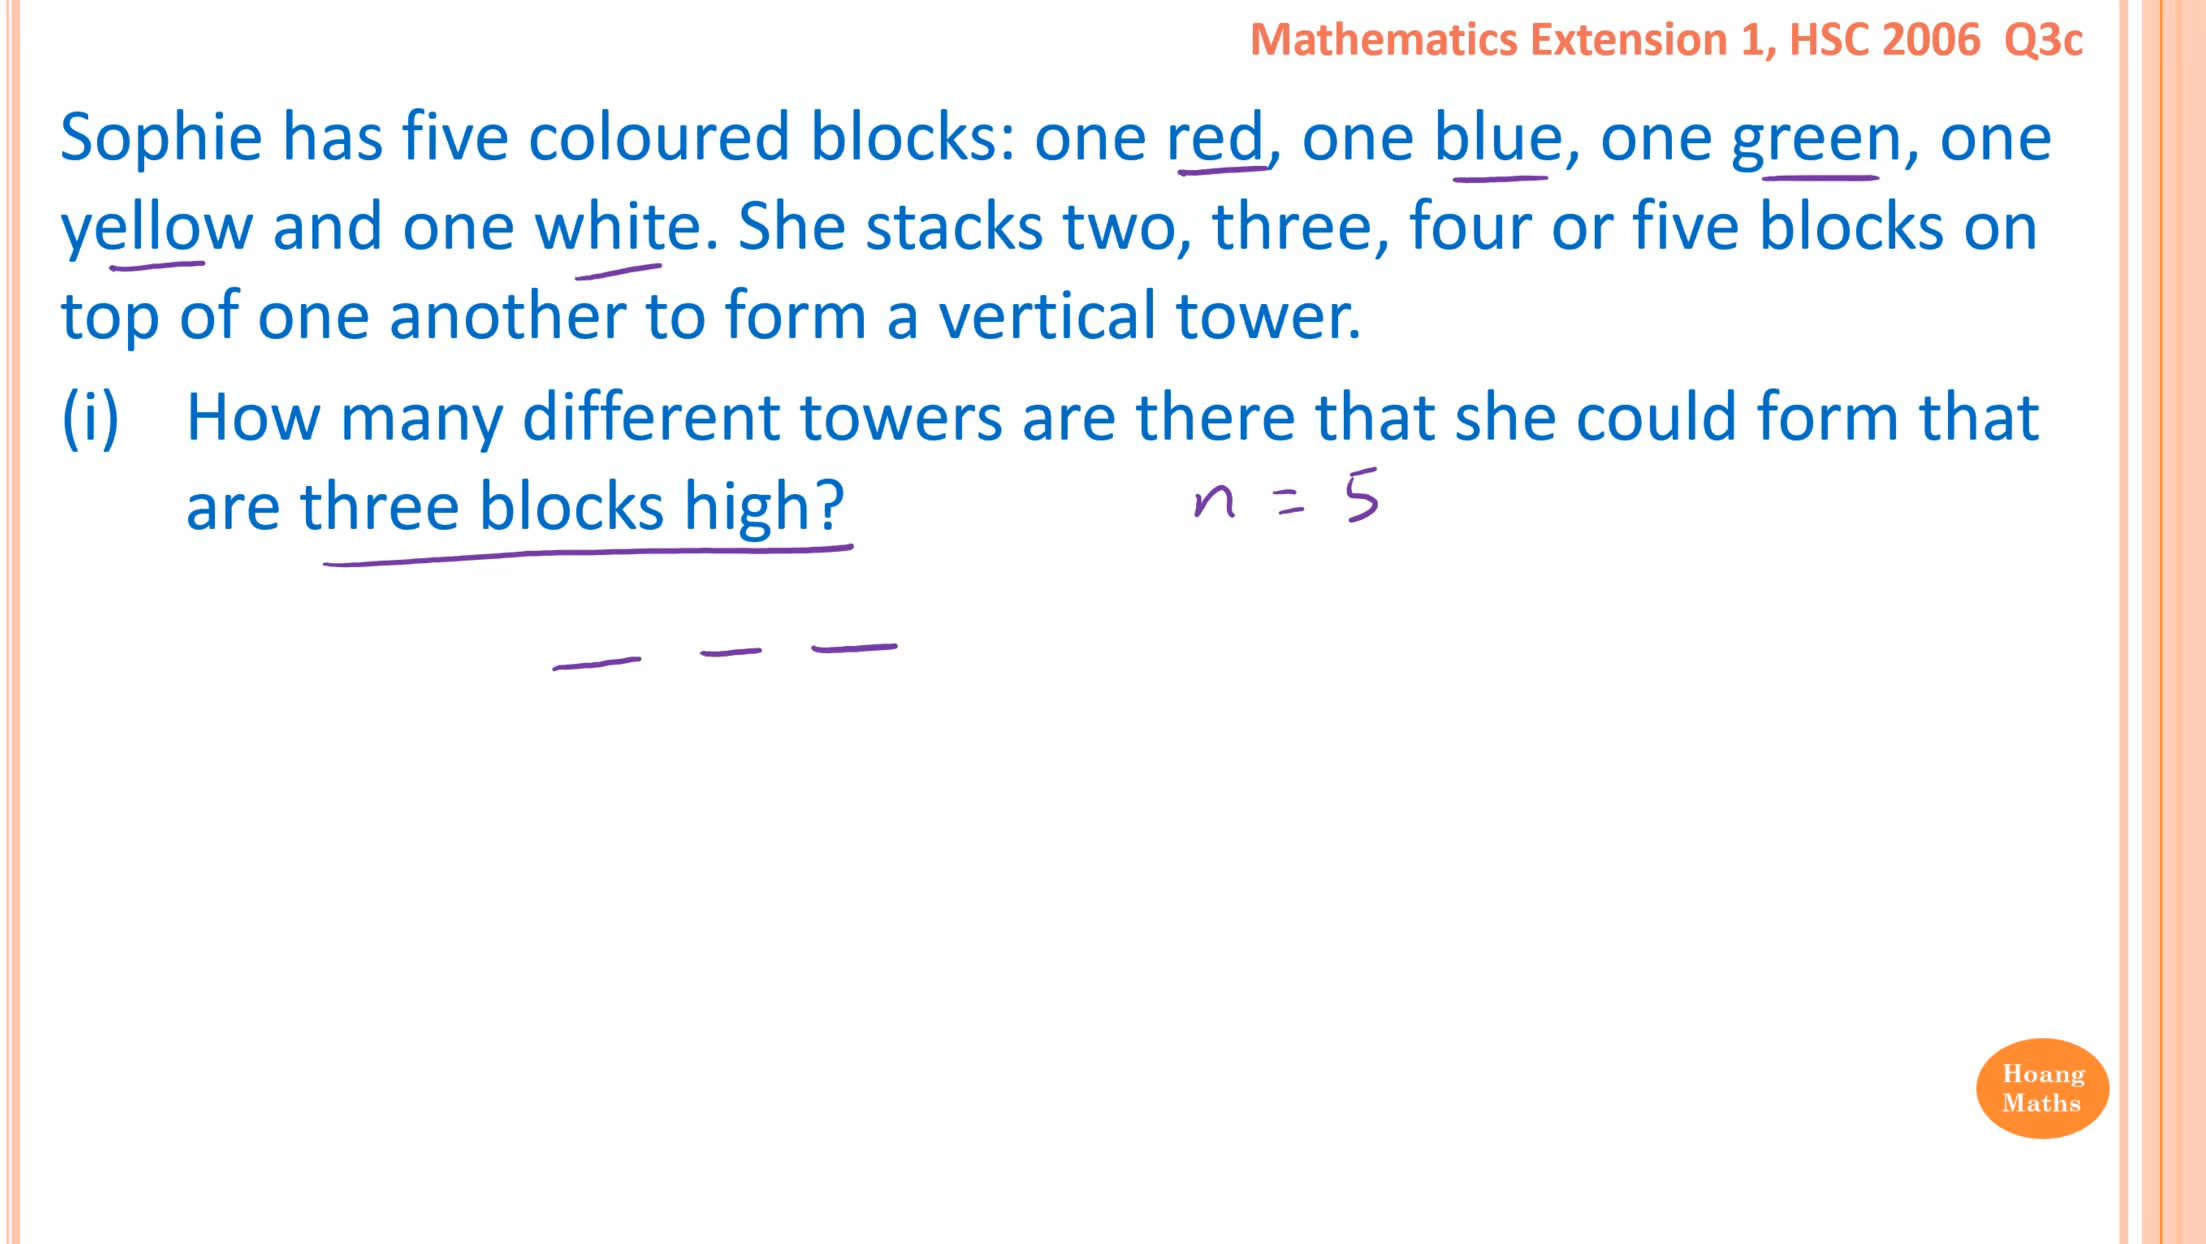 Mathematics Extension 1, HSC 2006 Q3c
Sophie has five coloured blocks: one red, one blue, one green, one
yellow and one white. She stacks two, three, four or five blocks on
top of one another to form a vertical tower.
(i) How many different towers are there that she could form that
are three blocks high?
n = 5
Hoang
Maths